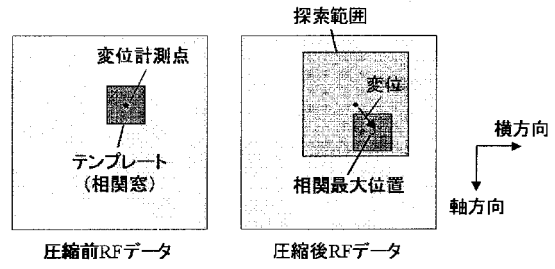 探索範囲
変位計測点
変位
横方向
テンプレート
(相関窓)
相関最大位置
軸方向
圧縮前RFデータ
圧縮後RFデータ